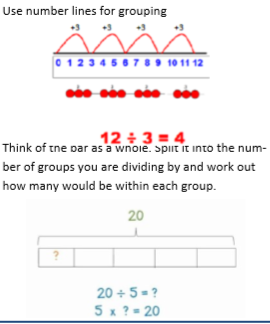 Use number lines for grouping
+3 +3 +3 +3
0 1 2 3 4 5 6 7 8 9 10 11 12
12 ÷ 3 = 4
Think of the bar as a whole. Split it into the num-
ber of groups you are dividing by and work out
how many would be within each group.
20
?
20 ÷ 5 = ?
5 x ? = 20